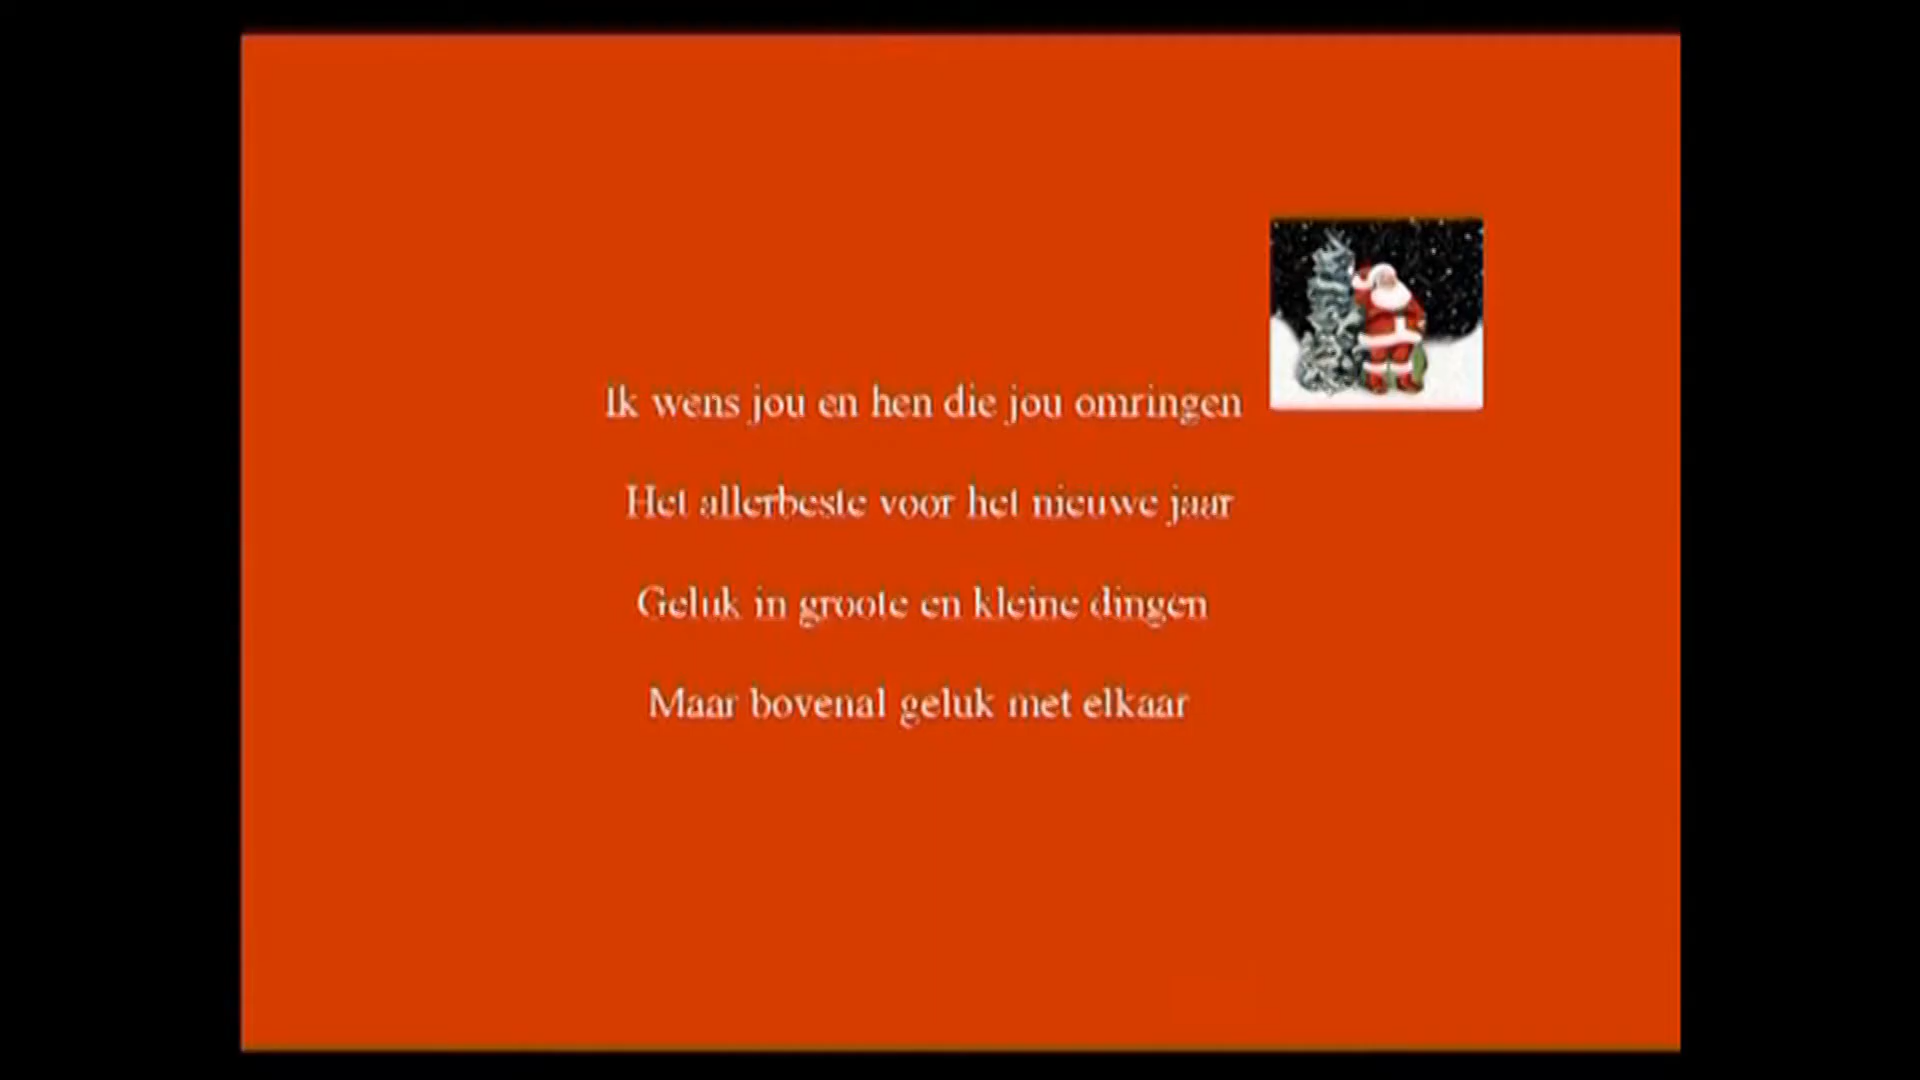 Ik wens jou en hen die jou omringen
Het allerbeste voor het nieuwe jaar
Geluk in groote en kleine dingen
Maar bovenal geluk met elkaar